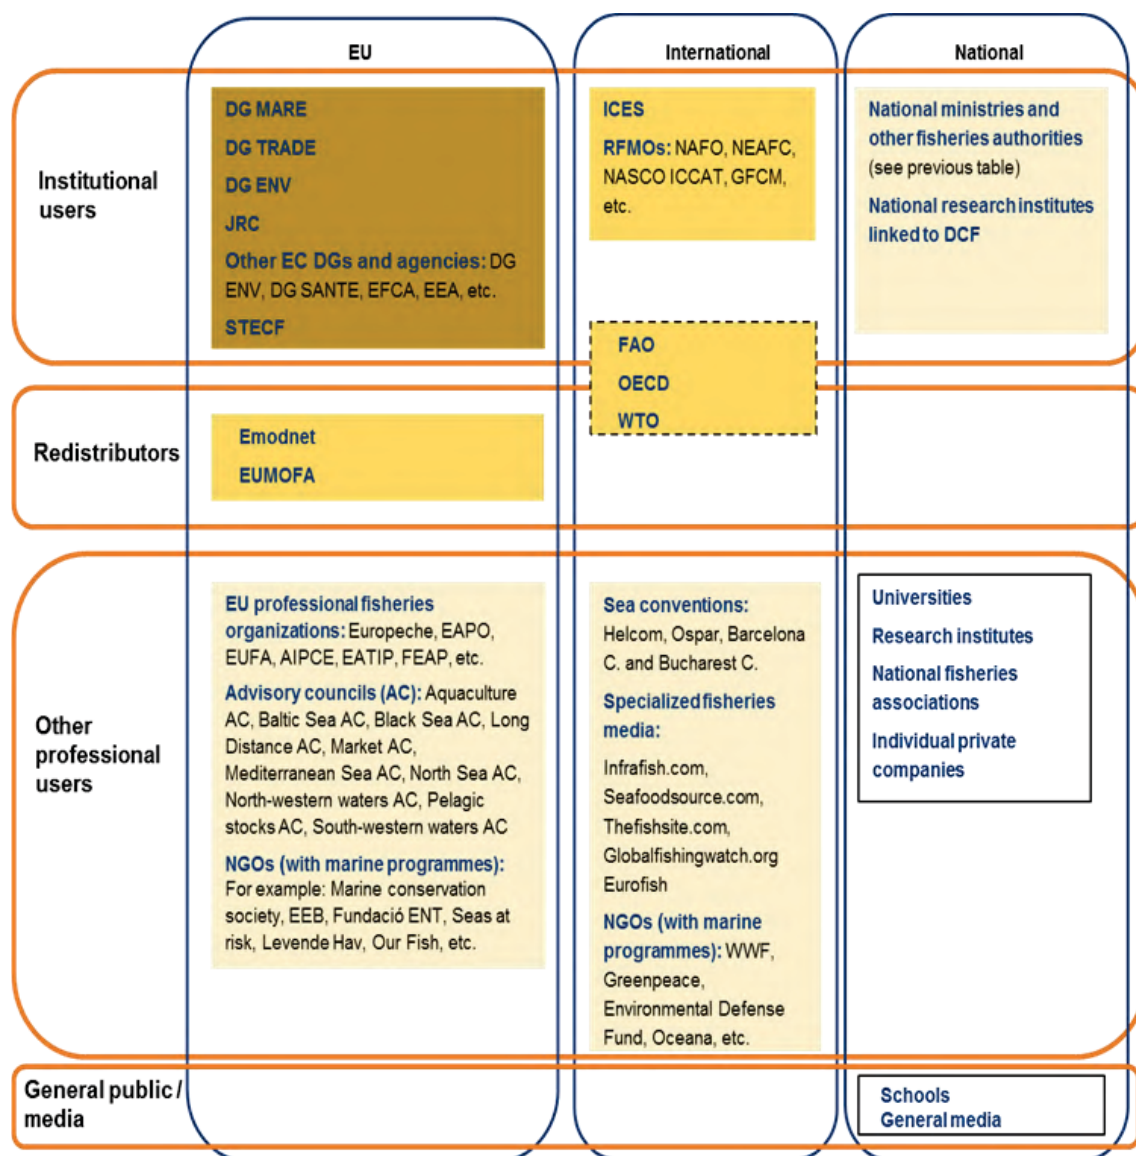 EU
International
National
Institutional
users
DG MARE
DG TRADE
DG ENV
JRC
Other EC DGs and agencies: DG
ENV, DG SANTE, EFCA, EEA, etc.
STECF
ICES
RFMOs: NAFO, NEAFC,
NASCO ICCAT, GFCM,
etc.
National ministries and
other fisheries authorities
(see previous table)
National research institutes
linked to DCF
FAO
OECD
WTO
Redistributors
Emodnet
EUMOFA
Other
professional
users
EU professional fisheries
organizations: Europeche, EAPO,
EUFA, AIPCE, EATIP, FEAP, etc.
Advisory councils (AC): Aquaculture
AC, Baltic Sea AC, Black Sea AC, Long
Distance AC, Market AC,
Mediterranean Sea AC, North Sea AC,
North-western waters AC, Pelagic
stocks AC, South-western waters AC
NGOs (with marine programmes):
For example: Marine conservation
society, EEB, Fundació ENT, Seas at
risk, Levende Hav, Our Fish, etc.
Sea conventions:
Helcom, Ospar, Barcelona
C. and Bucharest C.
Specialized fisheries
media:
Infrafish.com,
Seafoodsource.com,
Thefishsite.com,
Globalfishingwatch.org
Eurofish
NGOs (with marine
programmes): WWF,
Greenpeace,
Environmental Defense
Fund, Oceana, etc.
Universities
Research institutes
National fisheries
associations
Individual private
companies
General public /
media
Schools
General media